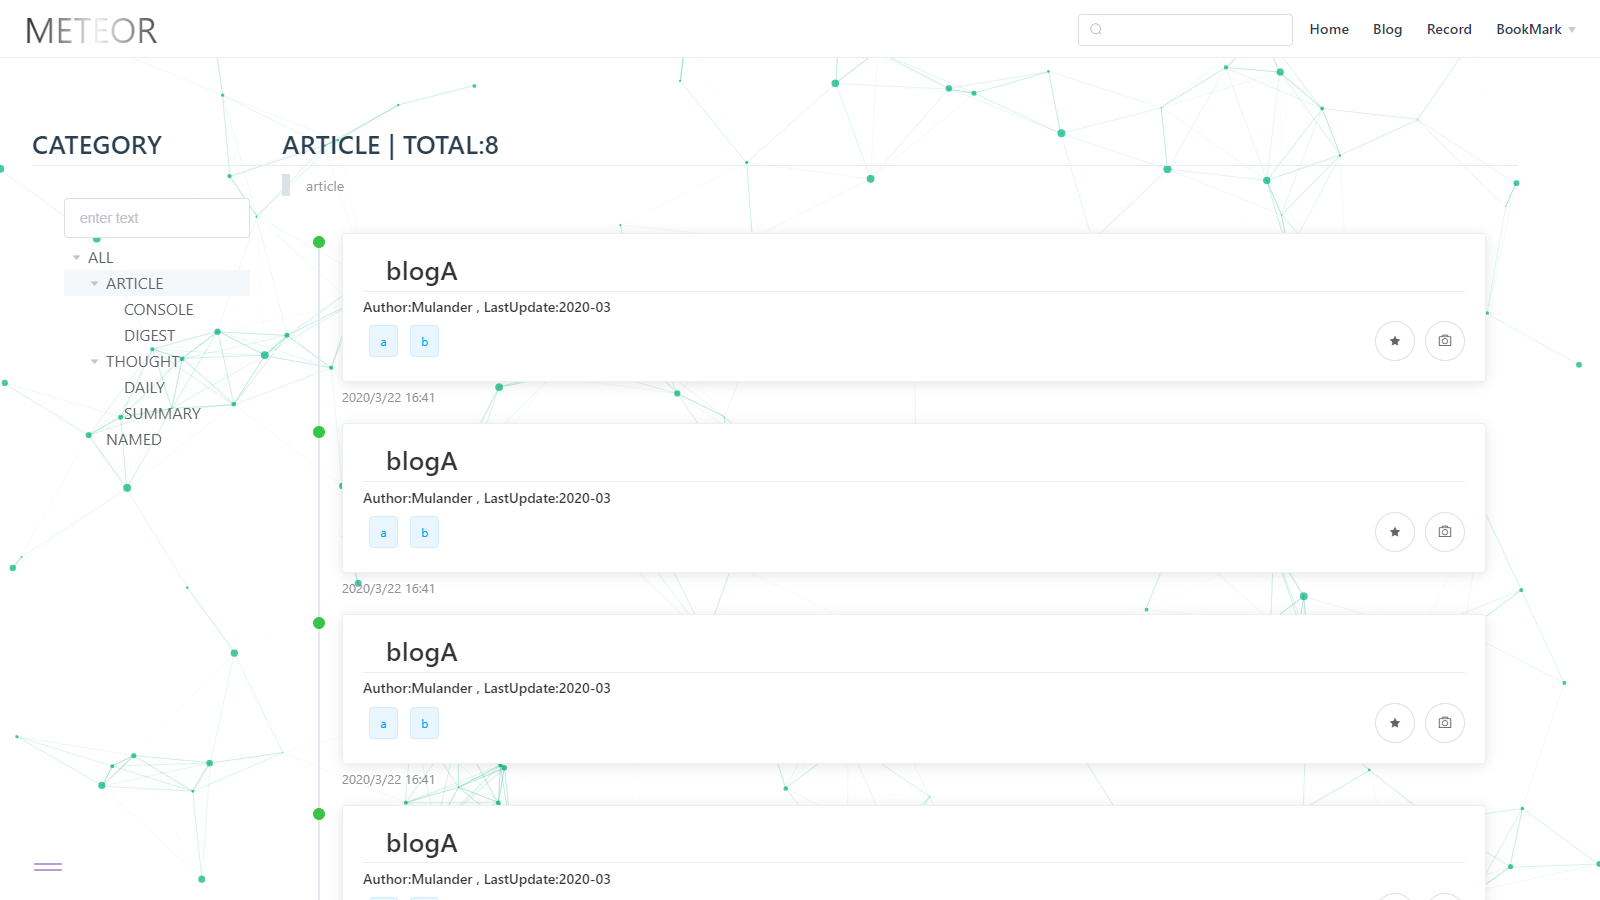 METEOR
Home Blog Record BookMark
CATEGORY
enter text
ALL
ARTICLE
CONSOLE
DIGEST
THOUGHT
DAILY
SUMMARY
NAMED
ARTICLE | TOTAL:8
article
blogA
Author:Mulander , LastUpdate:2020-03
a b
2020/3/22 16:41
blogA
Author:Mulander , LastUpdate:2020-03
a b
2020/3/22 16:41
blogA
Author:Mulander , LastUpdate:2020-03
a b
2020/3/22 16:41
blogA
Author:Mulander , LastUpdate:2020-03